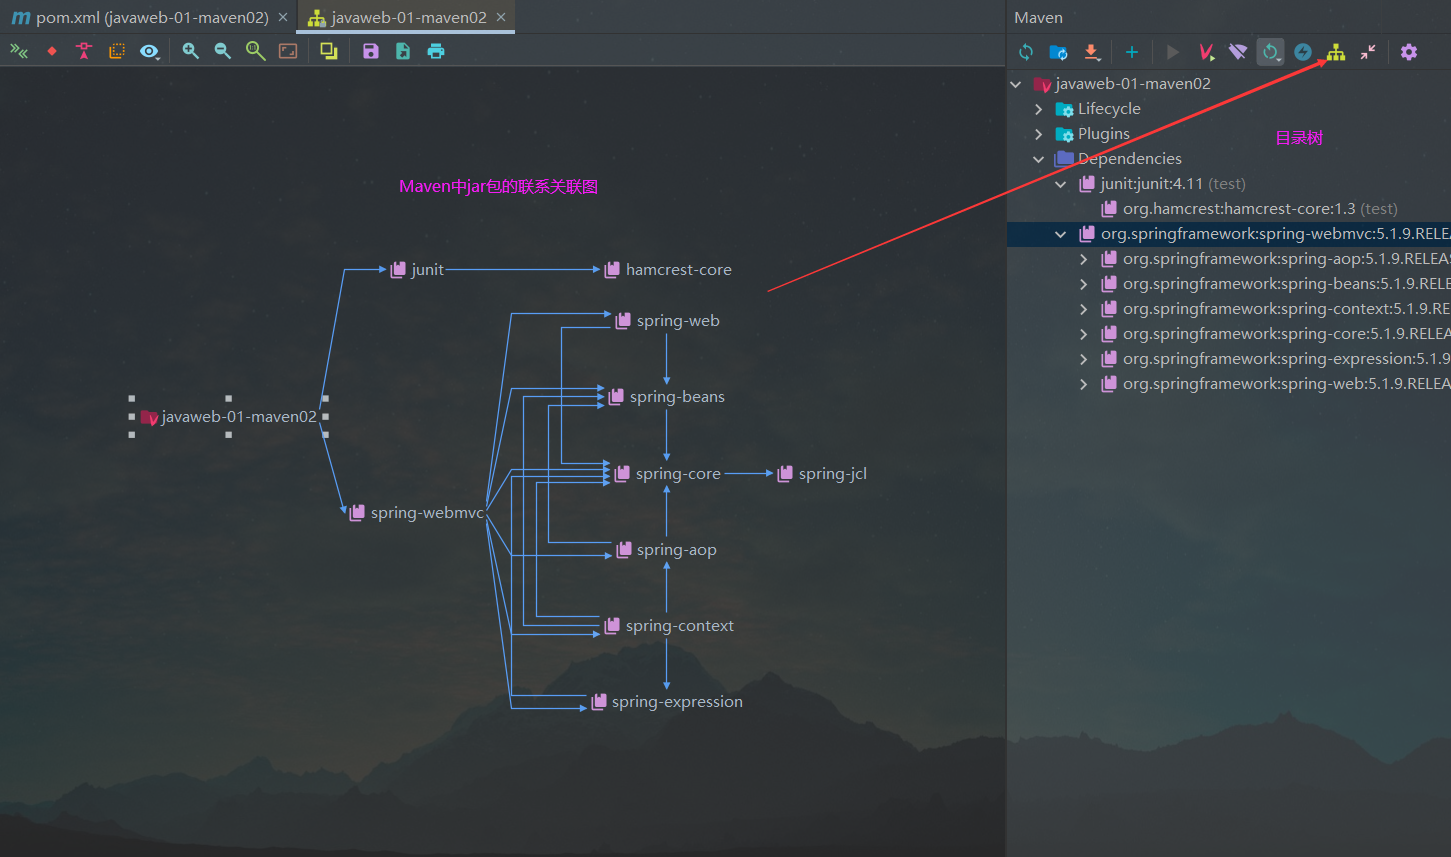 pom.xml (javaweb-01-maven02)
javaweb-01-maven02
Maven
javaweb-01-maven02
Lifecycle
Plugins
目录树
Dependencies
junit:junit:4.11 (test)
org.hamcrest:hamcrest-core:1.3 (test)
org.springframework:spring-webmvc:5.1.9.RELEA
org.springframework:spring-aop:5.1.9.RELEAS
org.springframework:spring-beans:5.1.9.RELE
org.springframework:spring-context:5.1.9.RE
org.springframework:spring-core:5.1.9.RELEA
org.springframework:spring-expression:5.1.9
org.springframework:spring-web:5.1.9.RELEA
Maven中jar包的联系关联图
junit
hamcrest-core
spring-web
spring-beans
javaweb-01-maven02
spring-core
spring-jcl
spring-webmvc
spring-aop
spring-context
spring-expression